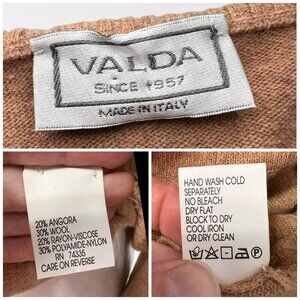 VALDA
SINCE 1957
MADE IN ITALY
20% ANGORA
30% WOOL
20% RAYON-VISCOSE
30% POLYAMIDE-NYLON
RN 74335
CARE ON REVERSE
HAND WASH COLD
SEPARATELY
NO BLEACH
DRY FLAT
BLOCK TO DRY
COOL IRON
OR DRY CLEAN